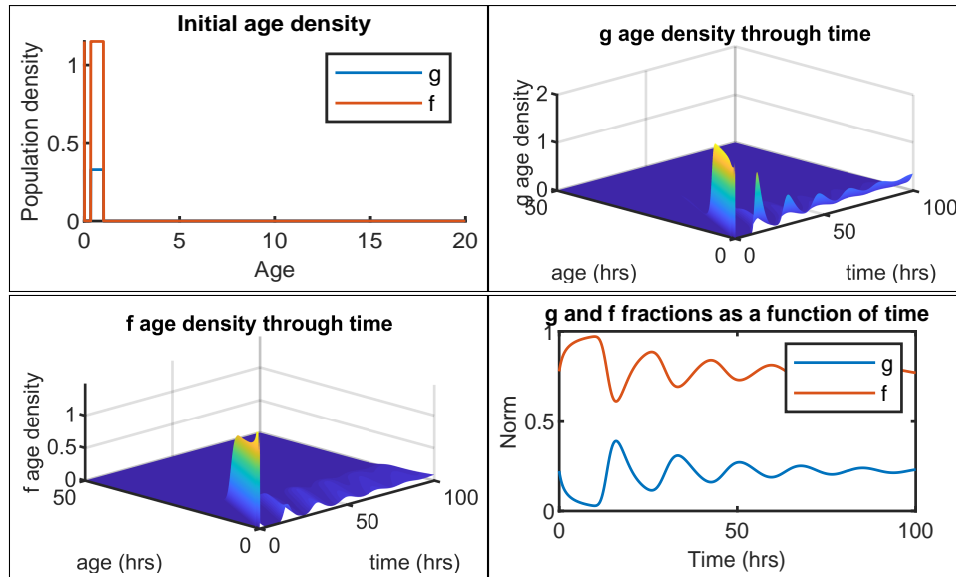 Initial age density
Population density
1
0.5
0
g
f
0 5 10 15 20
Age
g age density through time
g age density
2
1
0
50
0
0
50
100
age (hrs)
time (hrs)
f age density through time
f age density
1
0.5
0
50
0
0
50
100
age (hrs)
time (hrs)
g and f fractions as a function of time
Norm
1
0.5
0
g
f
0 50 100
Time (hrs)